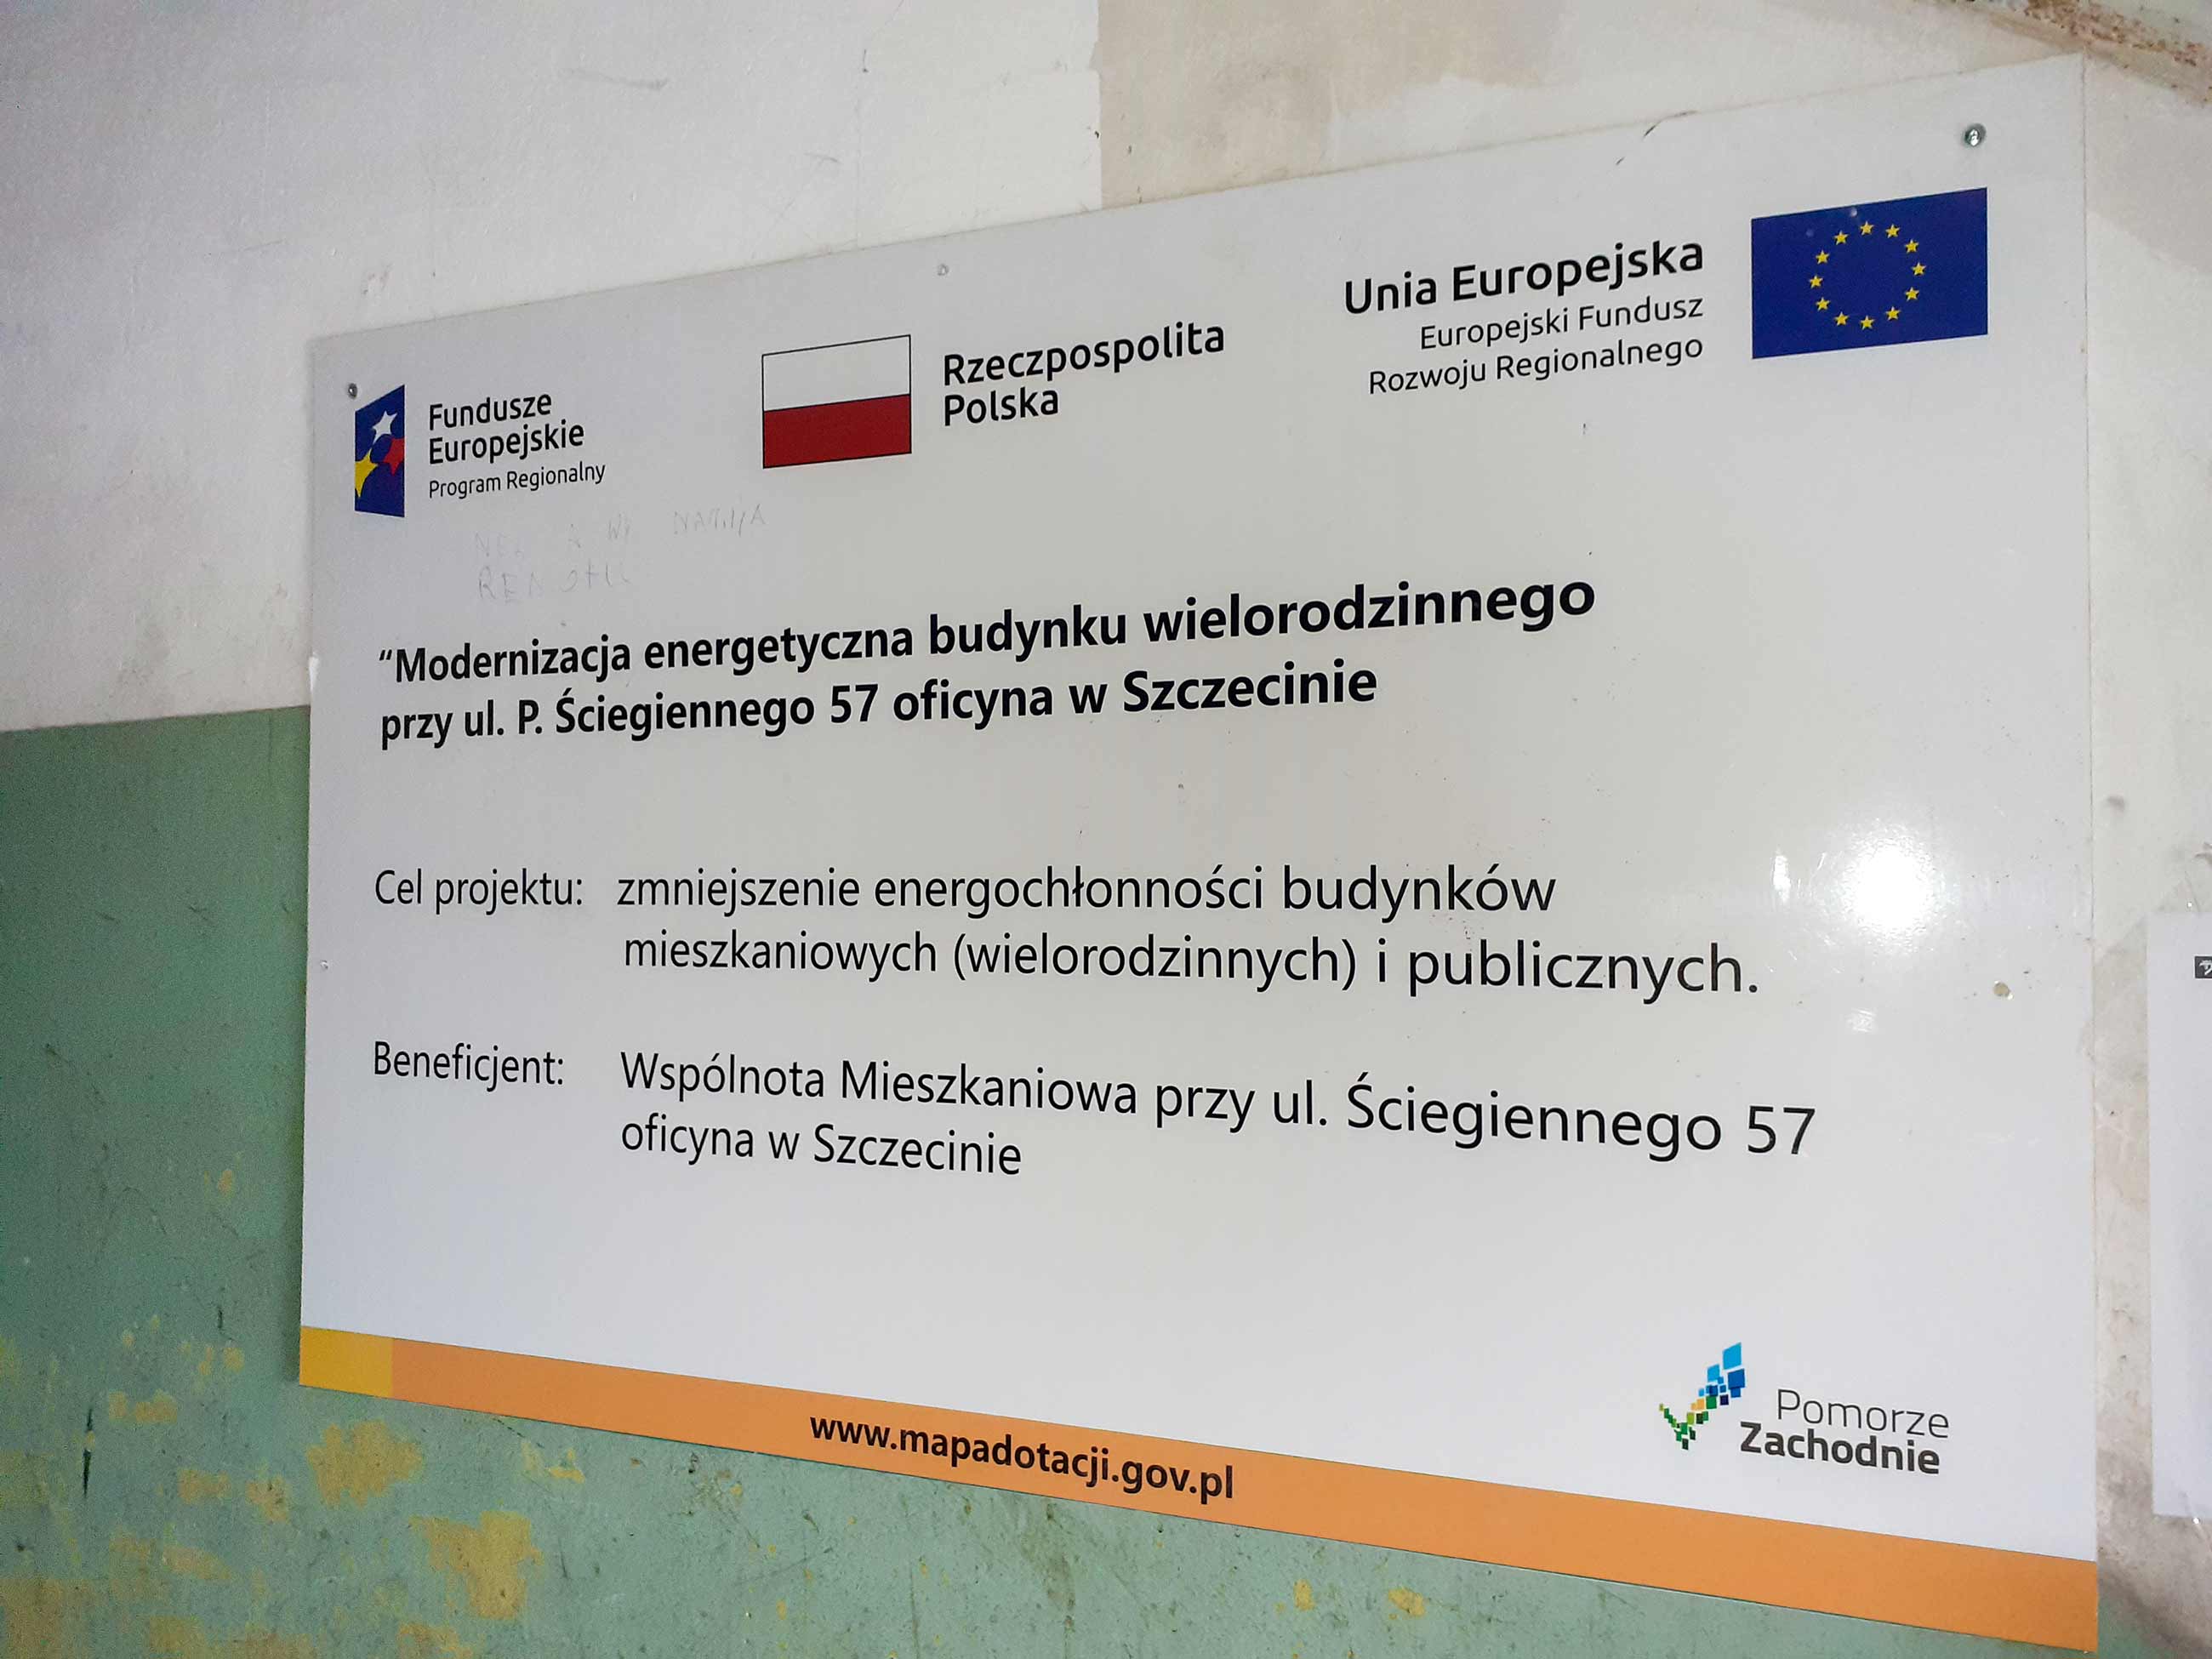 Fundusze
Europejskie
Program Regionalny
Rzeczpospolita
Polska
Unia Europejska
Europejski Fundusz
Rozwoju Regionalnego
“Modernizacja energetyczna budynku wielorodzinnego
przy ul. P. Ściegiennego 57 oficyna w Szczecinie
Cel projektu: zmniejszenie energochłonności budynków
mieszkaniowych (wielorodzinnych) i publicznych.
Beneficjent: Wspólnota Mieszkaniowa przy ul. Ściegiennego 57
oficyna w Szczecinie
Pomorze
Zachodnie
www.mapadotacji.gov.pl